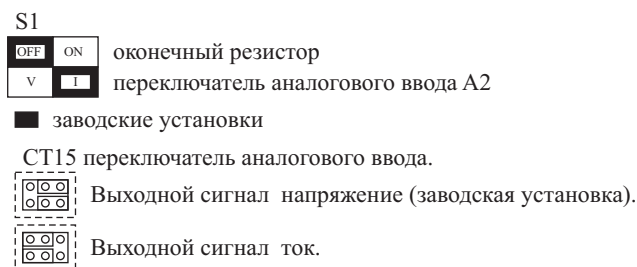 S1
OFF ON оконечный резистор
V I переключатель аналогового ввода A2
заводские установки
CT15 переключатель аналогового ввода.
Выходной сигнал напряжение (заводская установка).
Выходной сигнал ток.